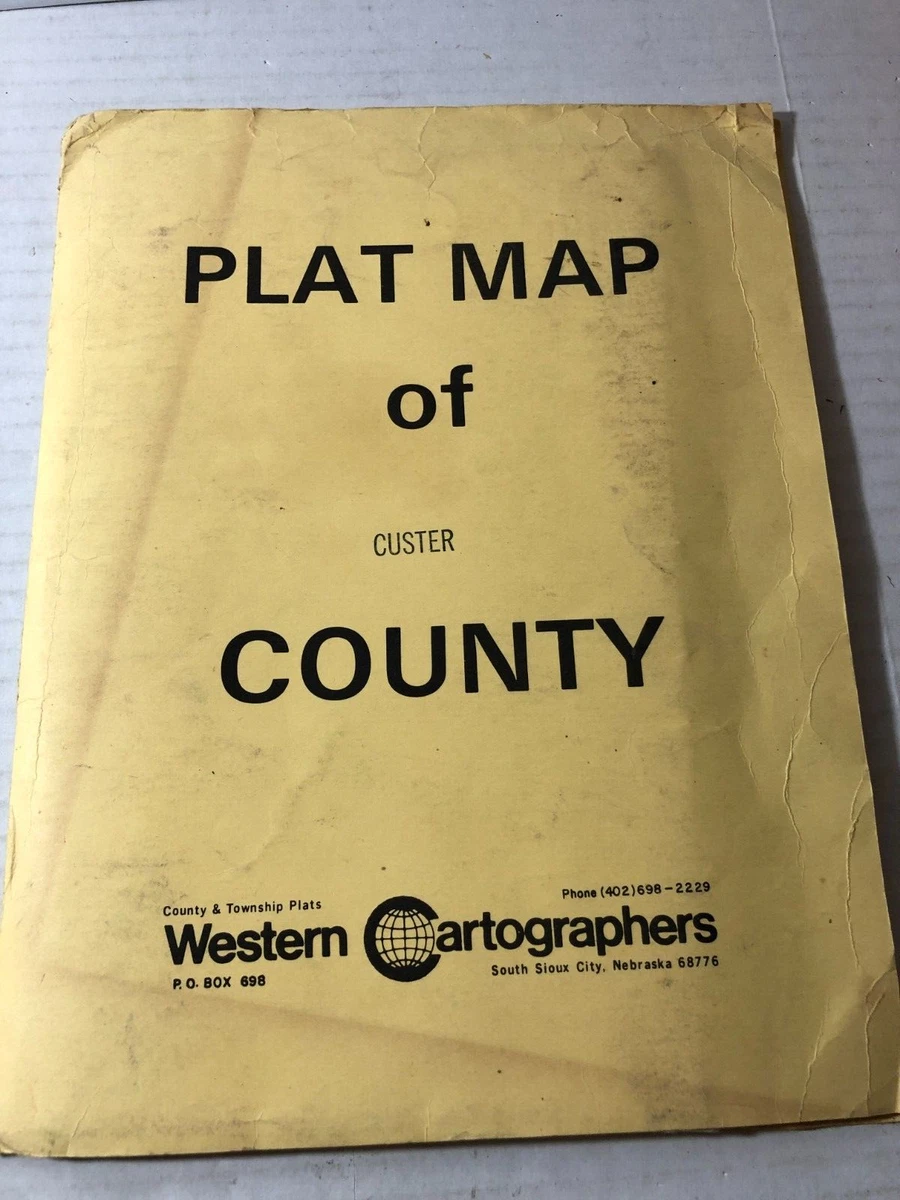 PLAT MAP
of
CUSTER
COUNTY
County & Township Plats
Phone (402)698-2229
Western Cartographers
P.O. BOX 698
South Sioux City, Nebraska 68776